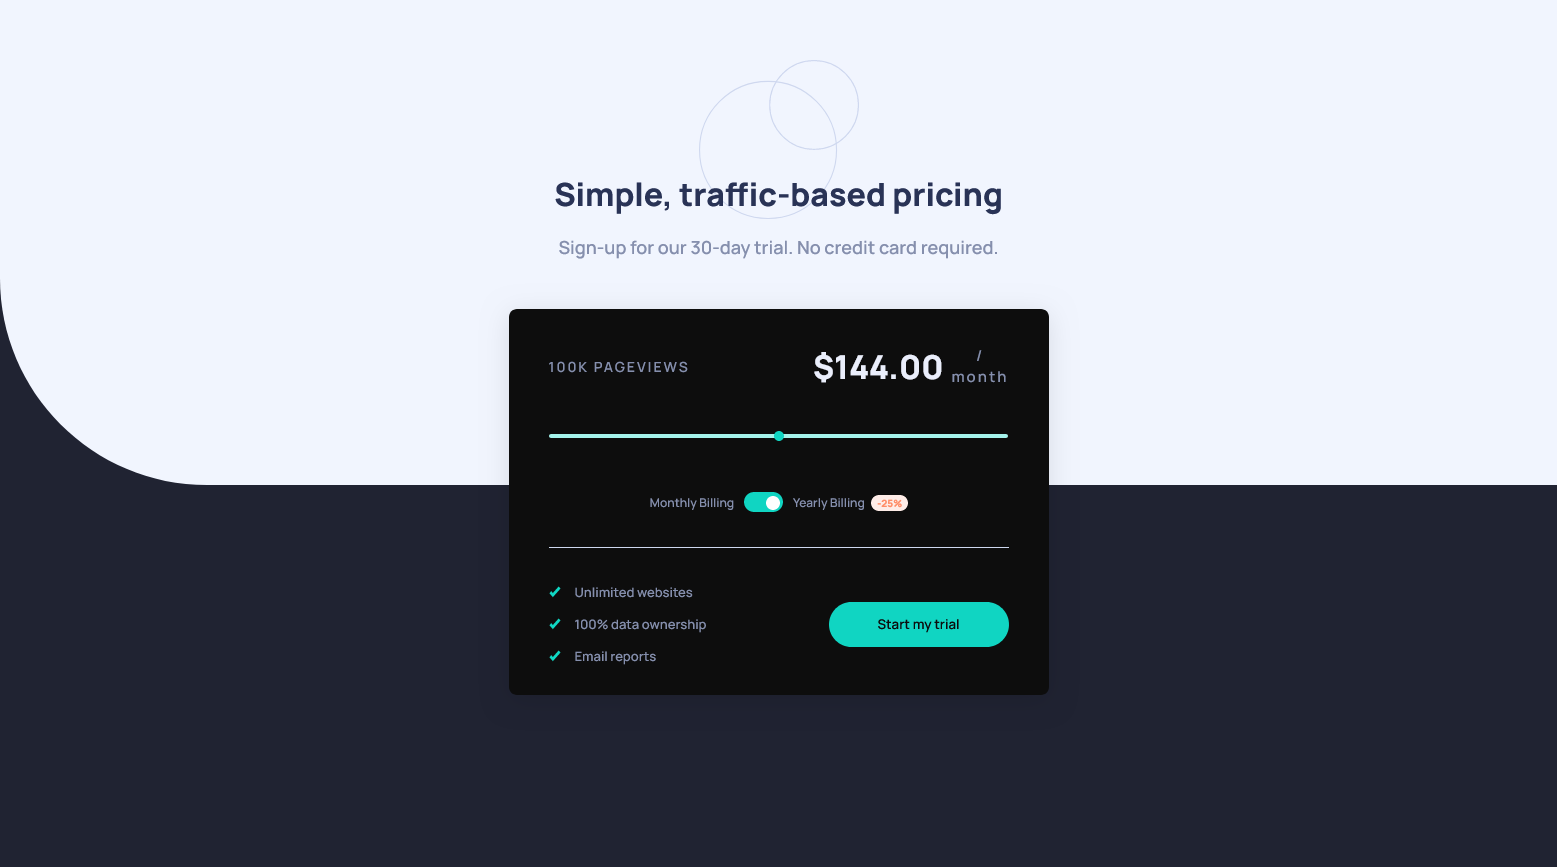 Simple, traffic-based pricing
Sign-up for our 30-day trial. No credit card required.
100K PAGEVIEWS
$144.00
/
month
Monthly Billing
Yearly Billing
-25%
Unlimited websites
100% data ownership
Email reports
Start my trial